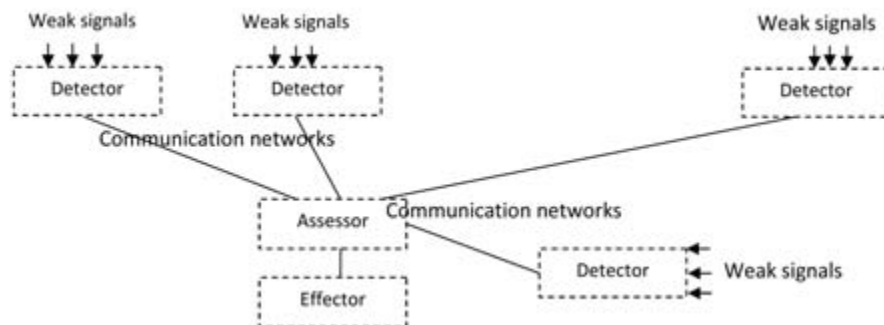 Weak signals
Weak signals
Weak signals
Detector
Detector
Detector
Communication networks
Assessor
Communication networks
Detector
Weak signals
Effector